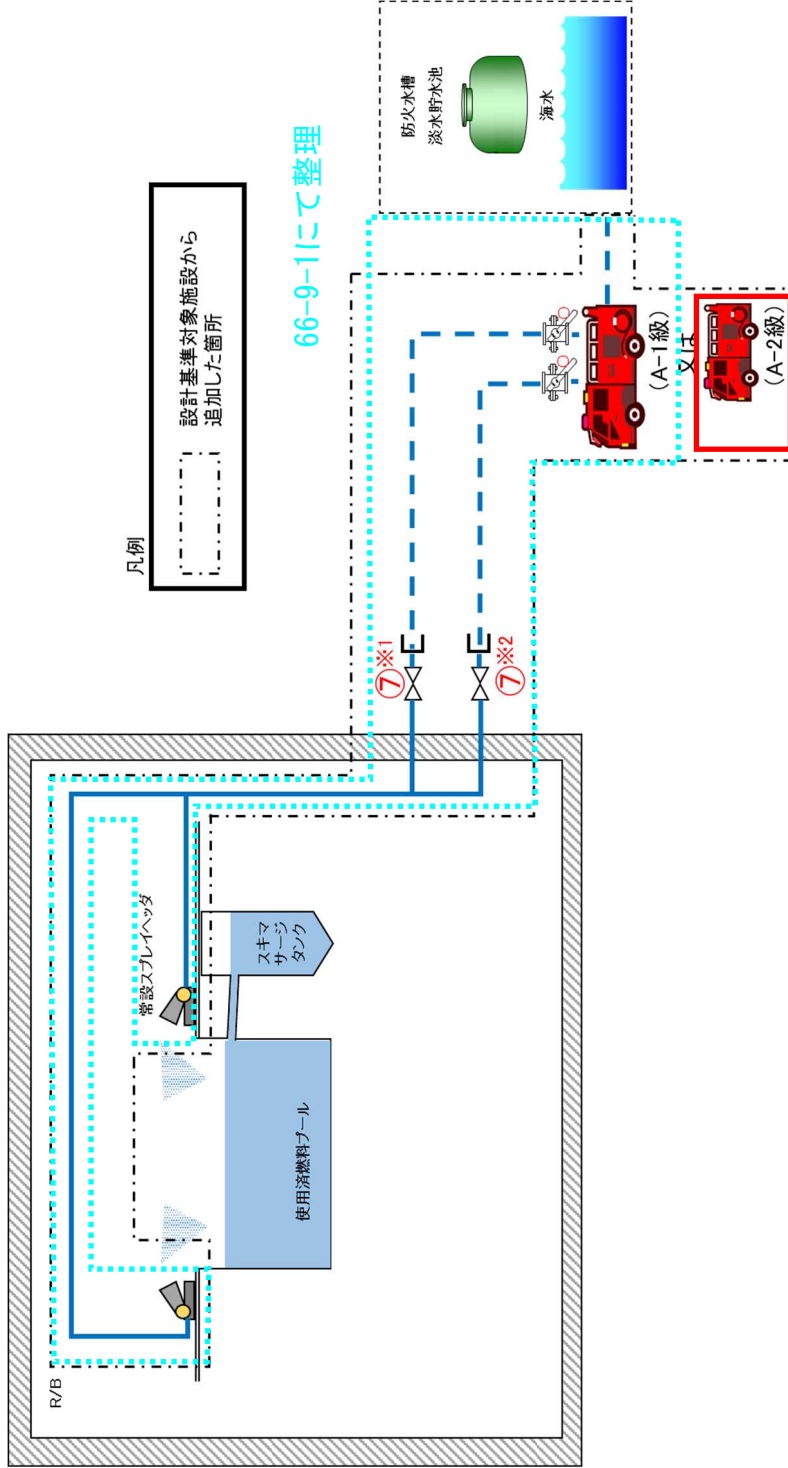 R/B
常設スプレイヘッダ
使用済燃料プール
スキマ
サージ
タンク
凡例
設計基準対象施設から
追加した箇所
66-9-1にて整理
⑦※1
⑦※2
防火水槽
淡水貯水池
海水
(A-1級)
又は
(A-2級)